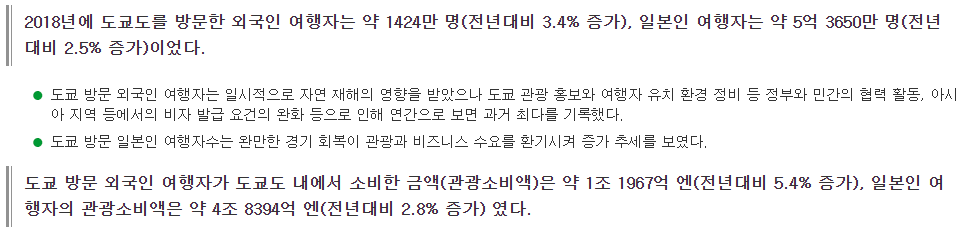 2018년에 도쿄도를 방문한 외국인 여행자는 약 1424만 명(전년대비 3.4% 증가), 일본인 여행자는 약 5억 3650만 명(전년
대비 2.5% 증가)이었다.
도쿄 방문 외국인 여행자는 일시적으로 자연 재해의 영향을 받았으나 도쿄 관광 홍보와 여행자 유치 환경 정비 등 정부와 민간의 협력 활동, 아시
아 지역 등에서의 비자 발급 요건의 완화 등으로 인해 연간으로 보면 과거 최다를 기록했다.
도쿄 방문 일본인 여행자수는 완만한 경기 회복이 관광과 비즈니스 수요를 환기시켜 증가 추세를 보였다.
도쿄 방문 외국인 여행자가 도쿄도 내에서 소비한 금액(관광소비액)은 약 1조 1967억 엔(전년대비 5.4% 증가), 일본인 여
행자의 관광소비액은 약 4조 8394억 엔(전년대비 2.8% 증가) 였다.